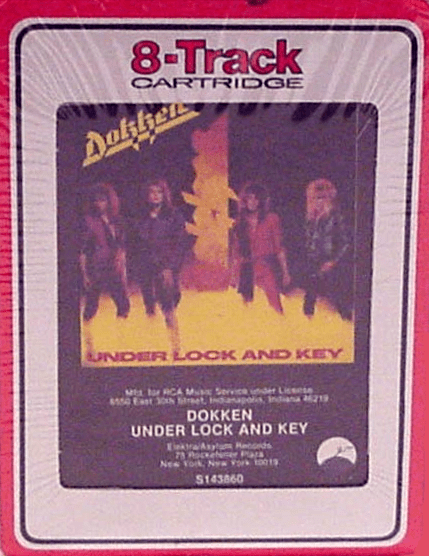 8-Track
CARTRIDGE
Dokken
UNDER LOCK AND KEY
Mfg. for RCA Music Service under License
6550 East 30th Street, Indianapolis, Indiana 46219
DOKKEN
UNDER LOCK AND KEY
Elektra/Asylum Records
75 Rockefeller Plaza
New York, New York 10019
S143860